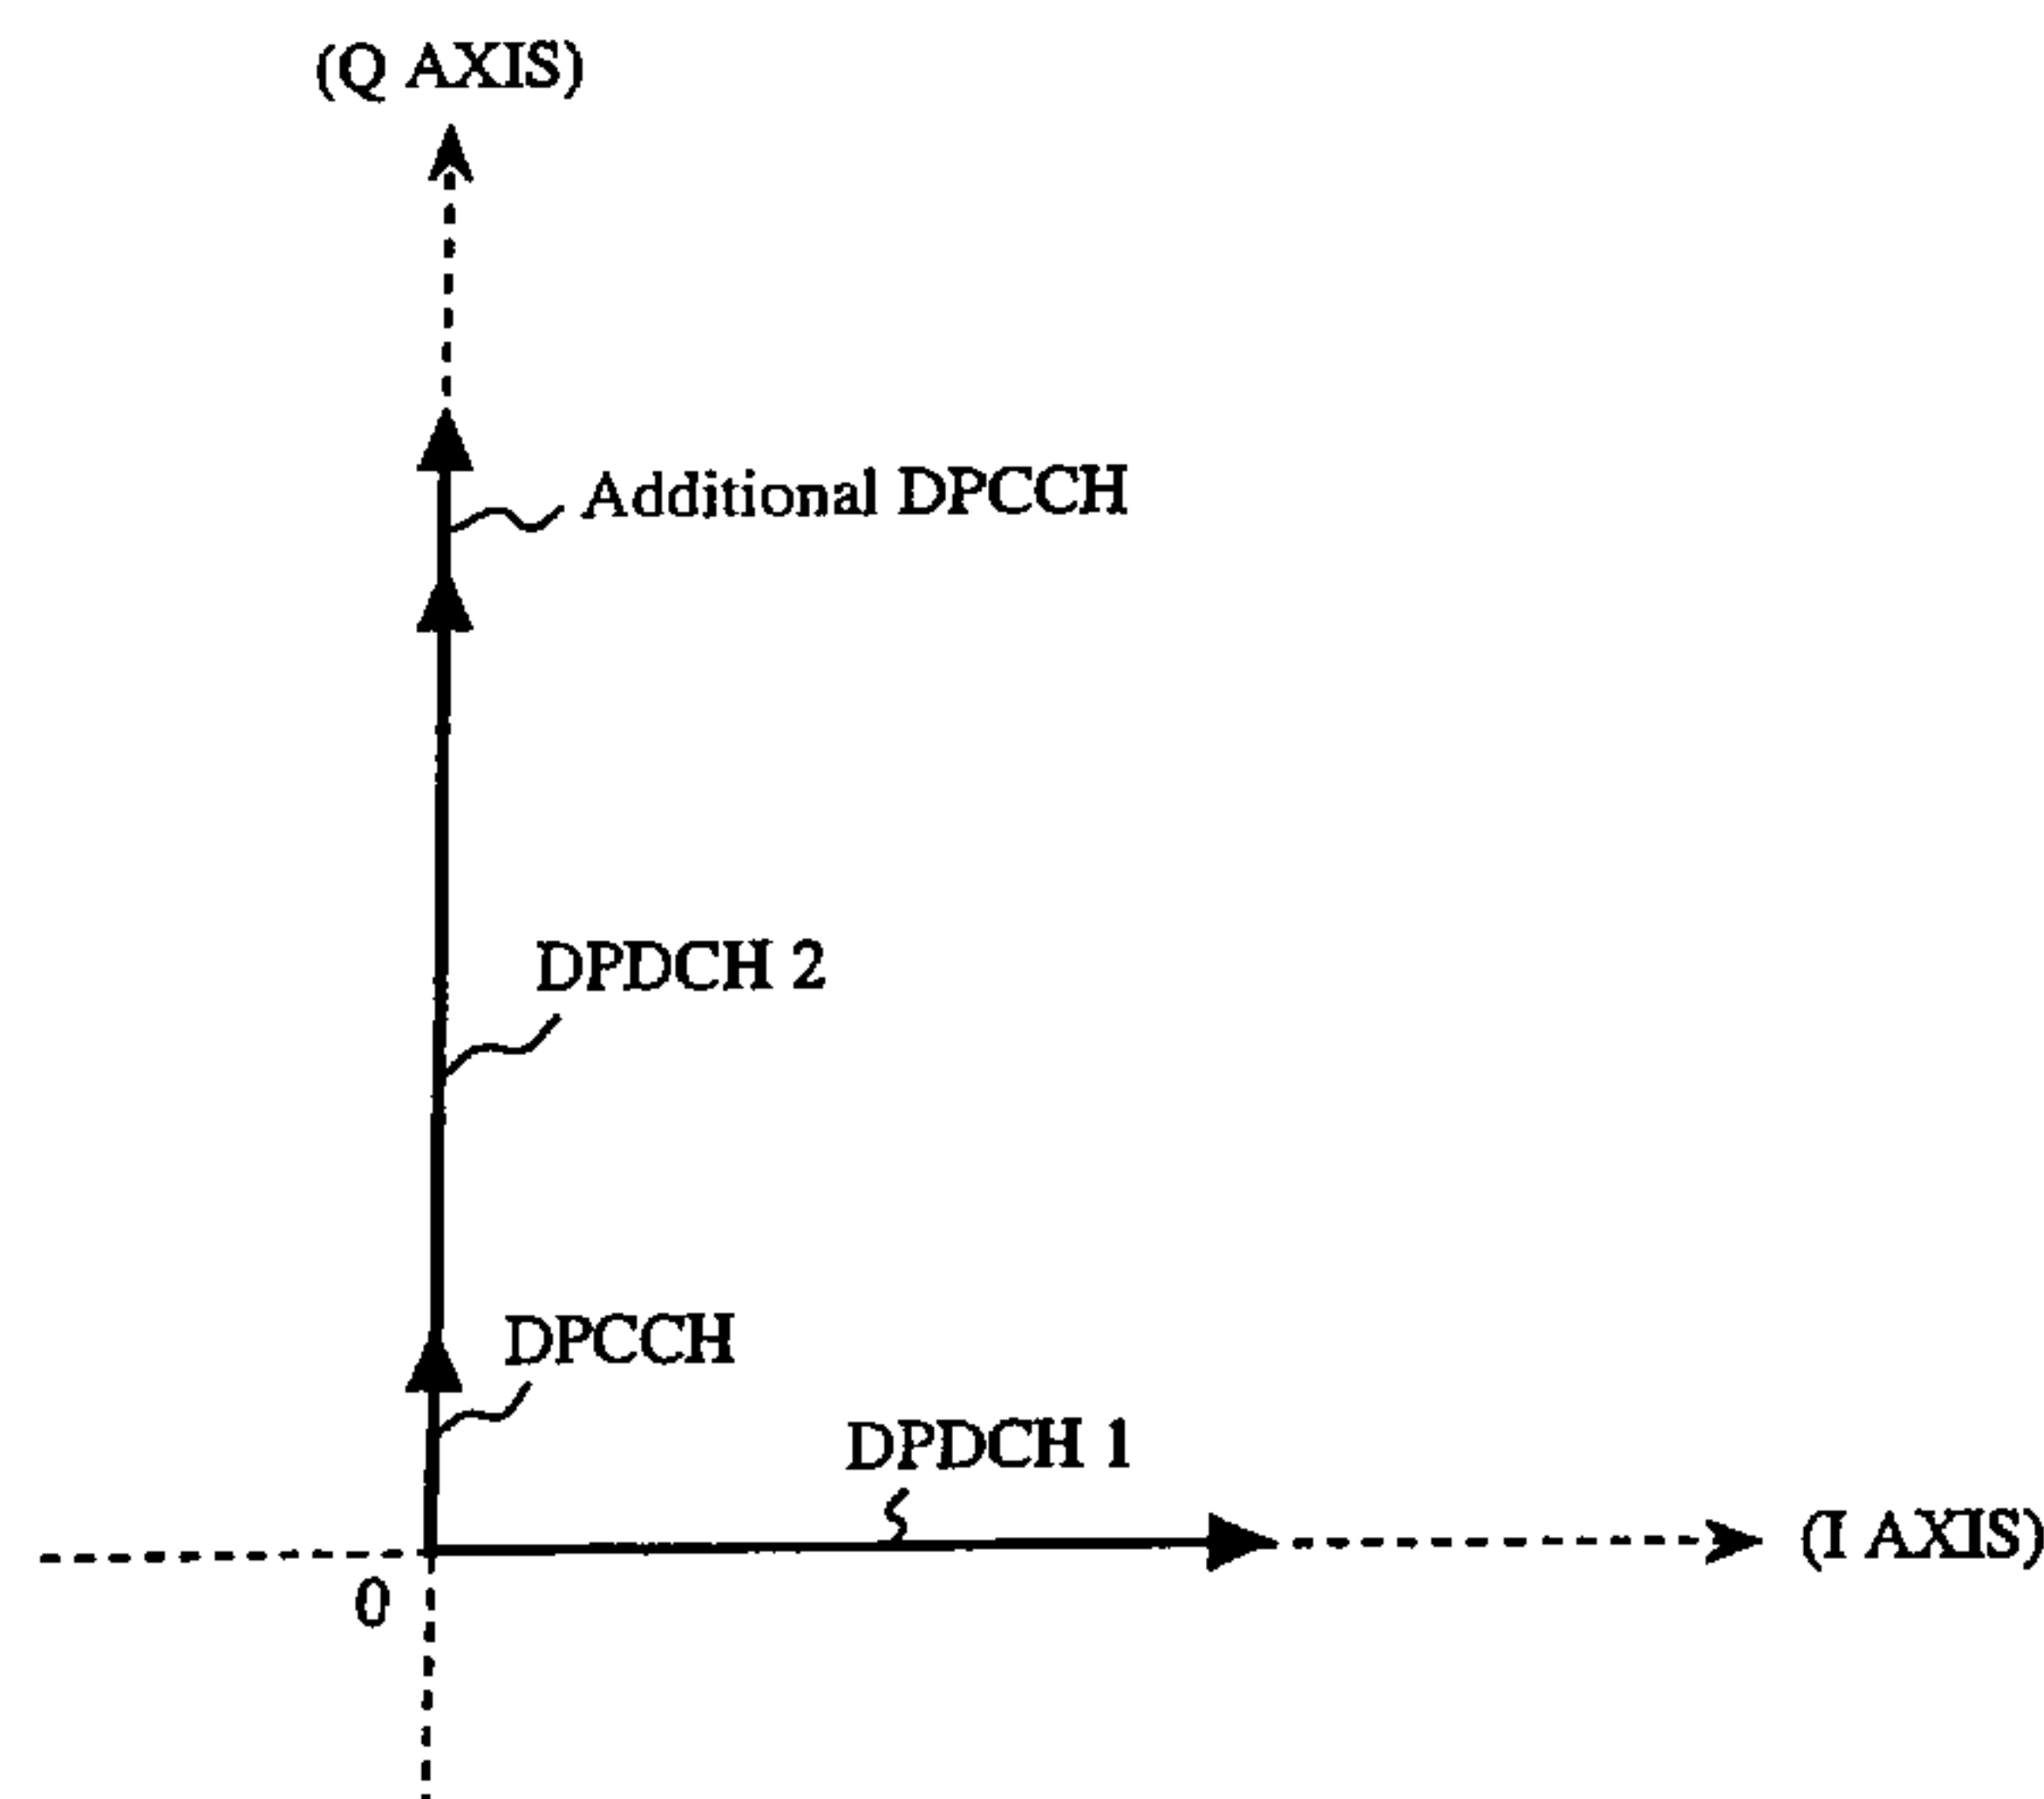 (Q AXIS)
Additional DPCCH
DPDCH 2
DPCCH
DPDCH 1
(I AXIS)
0